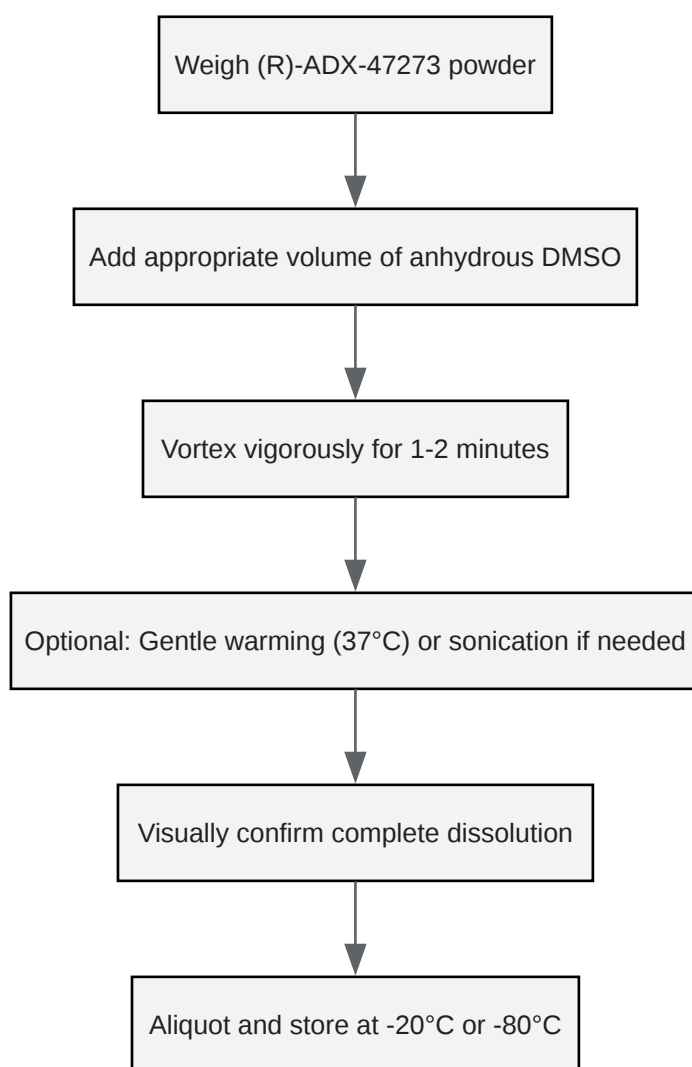 Weigh (R)-ADX-47273 powder
Add appropriate volume of anhydrous DMSO
Vortex vigorously for 1-2 minutes
Optional: Gentle warming (37°C) or sonication if needed
Visually confirm complete dissolution
Aliquot and store at -20°C or -80°C